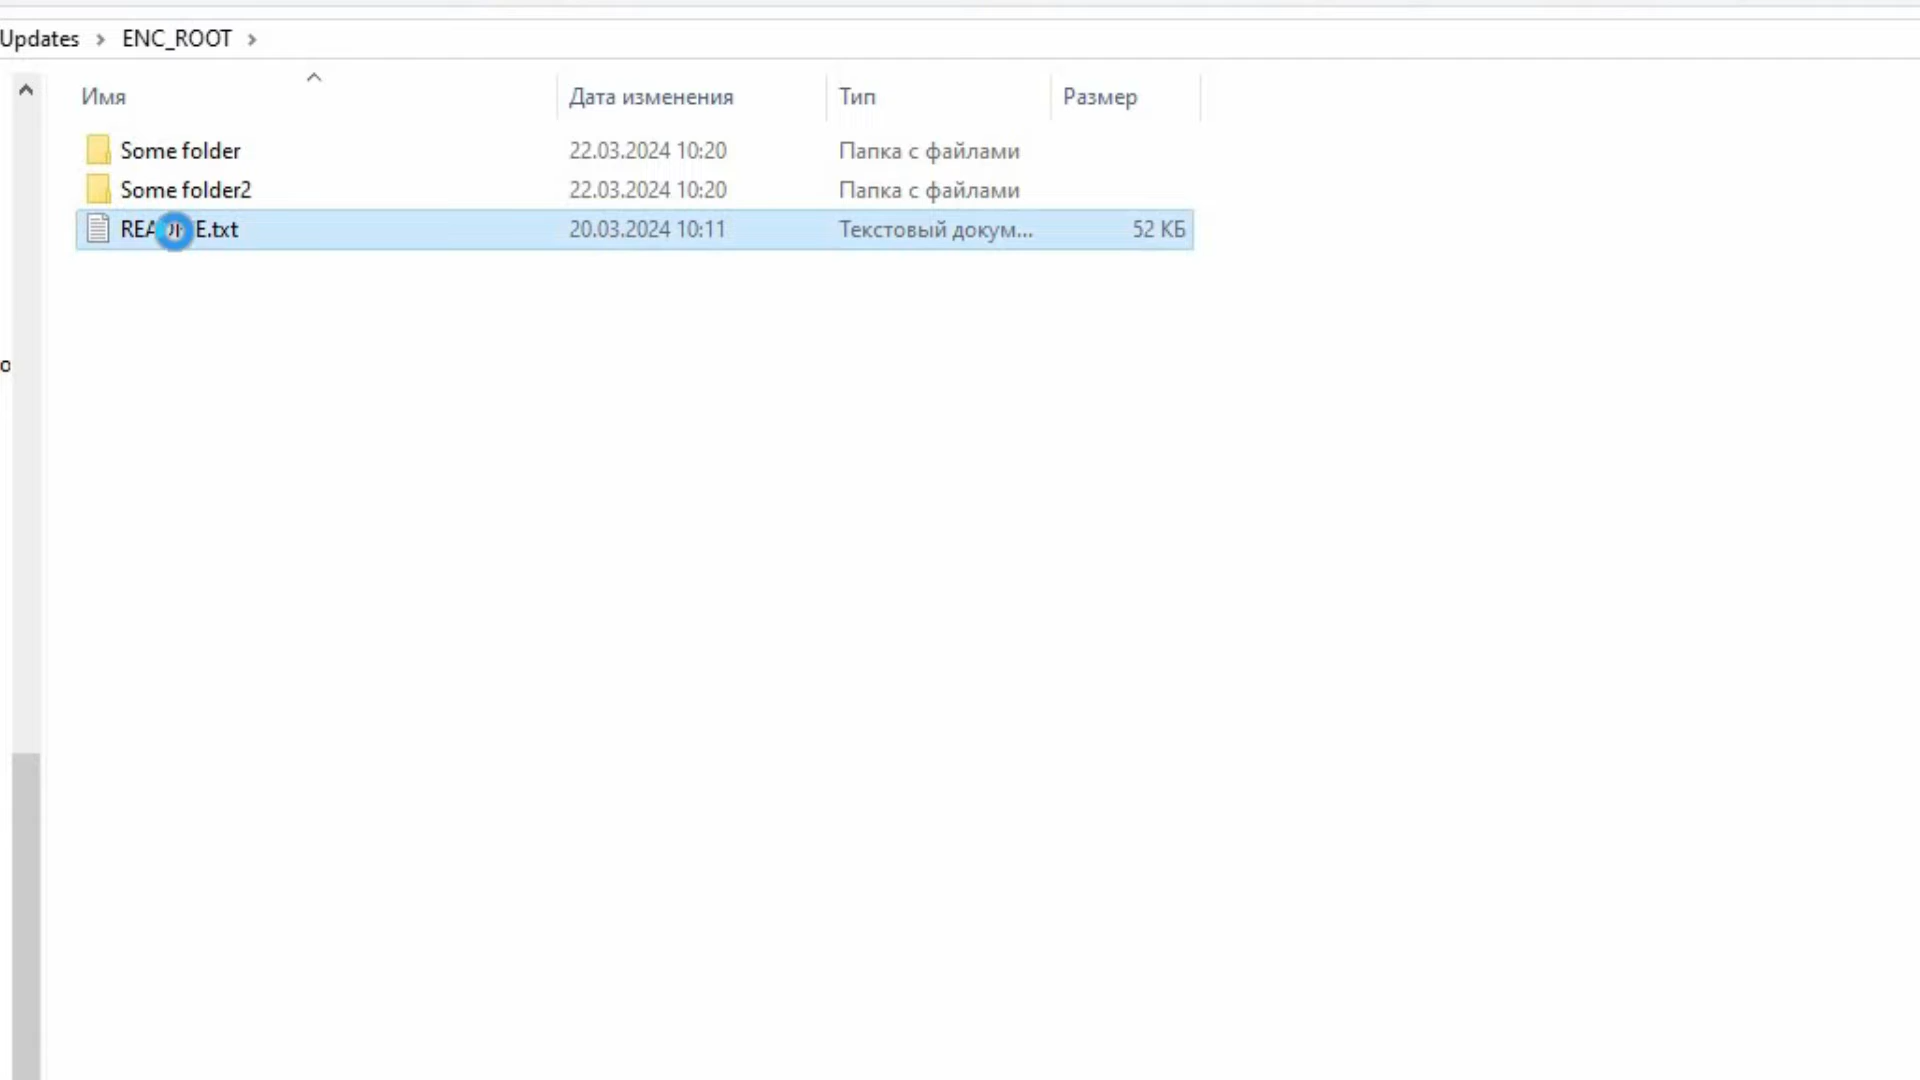 Updates > ENC_ROOT >
Имя Дата изменения Тип Размер
Some folder 22.03.2024 10:20 Папка с файлами
Some folder2 22.03.2024 10:20 Папка с файлами
20.03.2024 10:11 Текстовый докум... 52 КБ